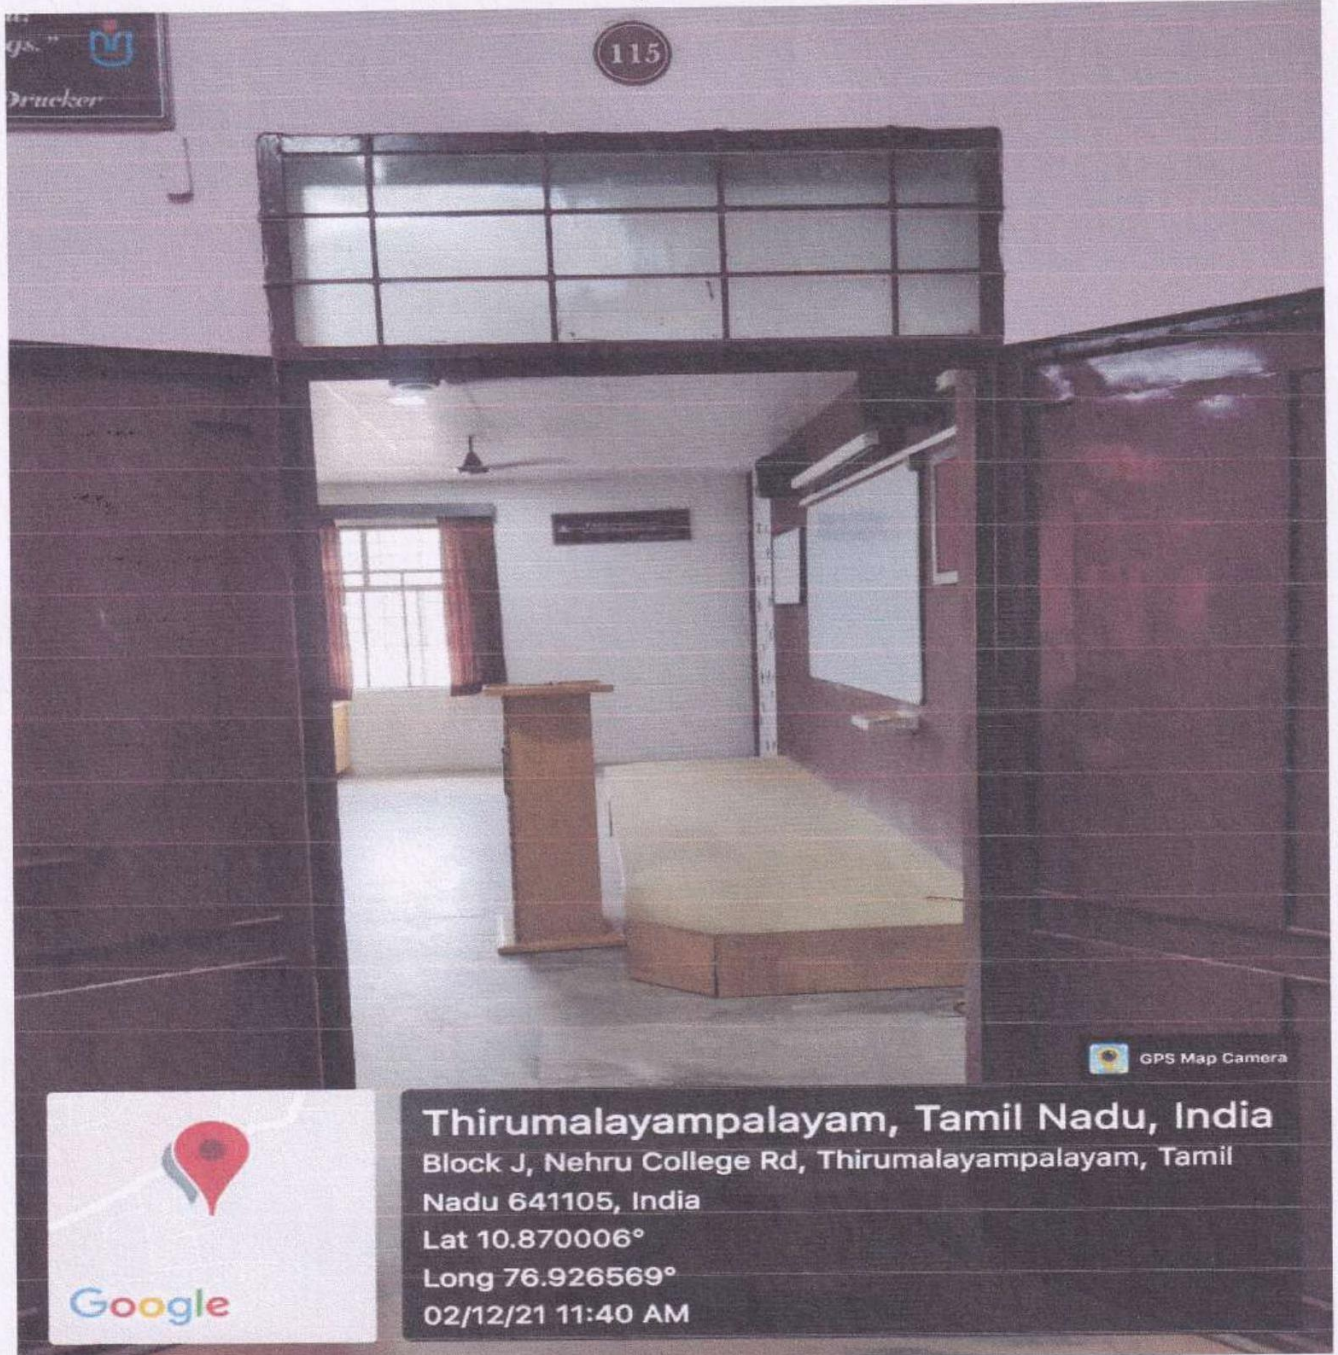 gs.”
Drucker
115
GPS Map Camera
Thirumalayampalayam, Tamil Nadu, India
Block J, Nehru College Rd, Thirumalayampalayam, Tamil
Nadu 641105, India
Lat 10.870006°
Long 76.926569°
02/12/21 11:40 AM
Google